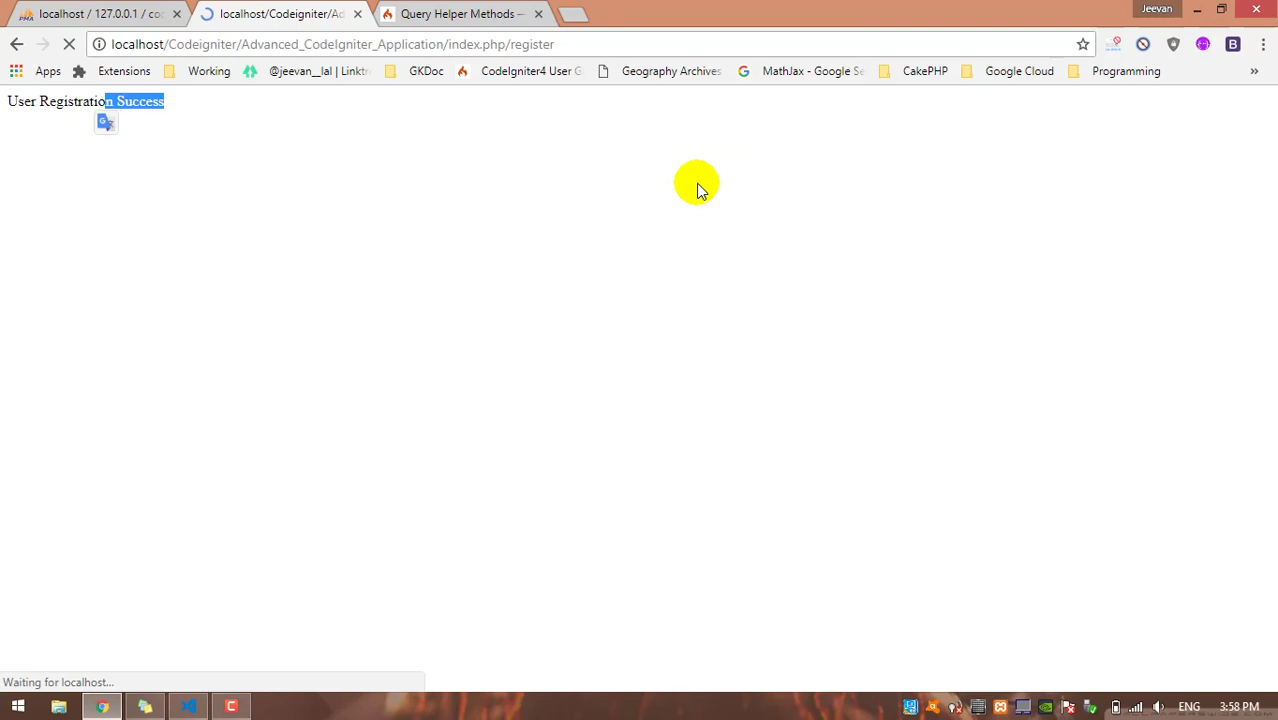 Jeevan
localhost / 127.0.0.1 / coc
localhost/Codeigniter/Ad
Query Helper Methods —
localhost/Codeigniter/Advanced_CodeIgniter_Application/index.php/register
Apps
Extensions
Working
@jeevan__lal | Linktr
GKDoc
CodeIgniter4 User G
Geography Archives
MathJax - Google Se
CakePHP
Google Cloud
Programming
»
User Registration Success
Waiting for localhost...
ENG
3:58 PM